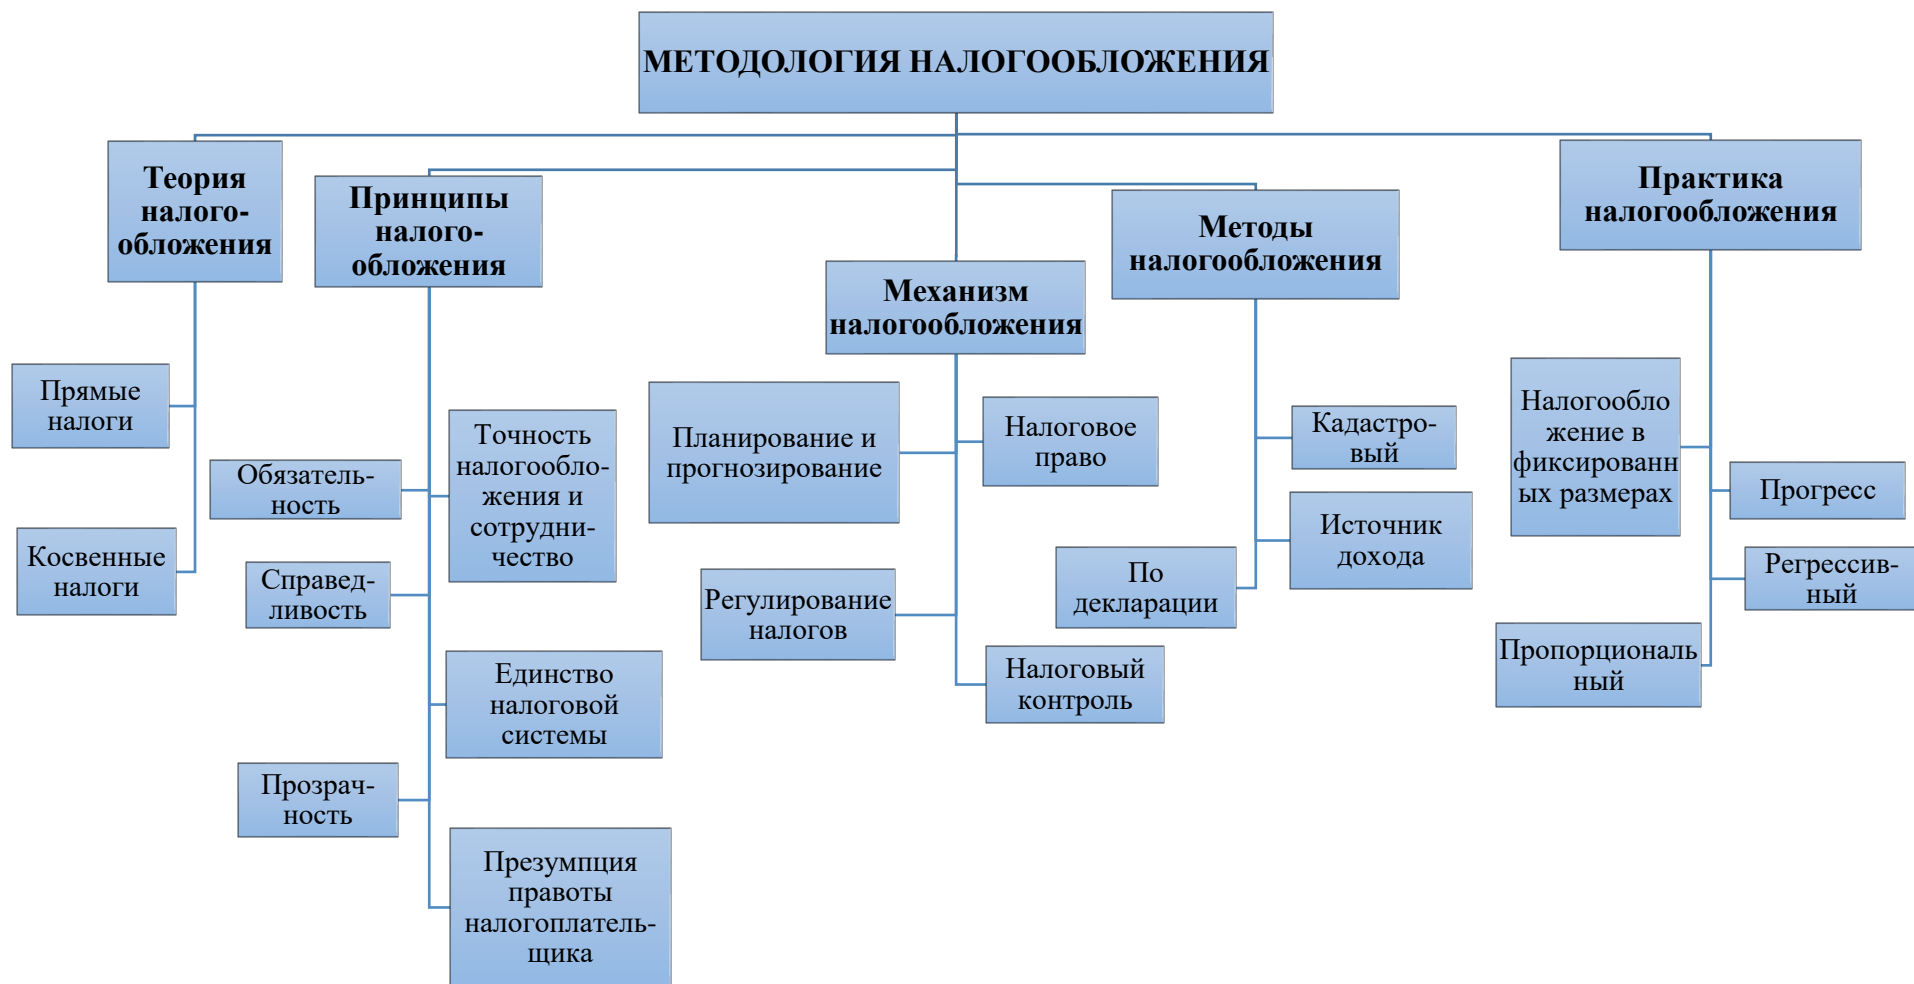 МЕТОДОЛОГИЯ НАЛОГООБЛОЖЕНИЯ
Теория
налого-
обложения
Прямые
налоги
Косвенные
налоги
Принципы
налого-
обложения
Обязатель-
ность
Точность
налогообло-
жения и
сотрудни-
чество
Справед-
ливость
Единство
налоговой
системы
Прозрач-
ность
Презумпция
правоты
налогоплатель-
щика
Механизм
налогообложения
Планирование и
прогнозирование
Налоговое
право
Регулирование
налогов
Налоговый
контроль
Методы
налогообложения
Кадастро-
вый
Источник
дохода
По
декларации
Практика
налогообложения
Налогообло
жение в
фиксированн
ых размерах
Прогресс
Регрессив-
ный
Пропорциональ
ный